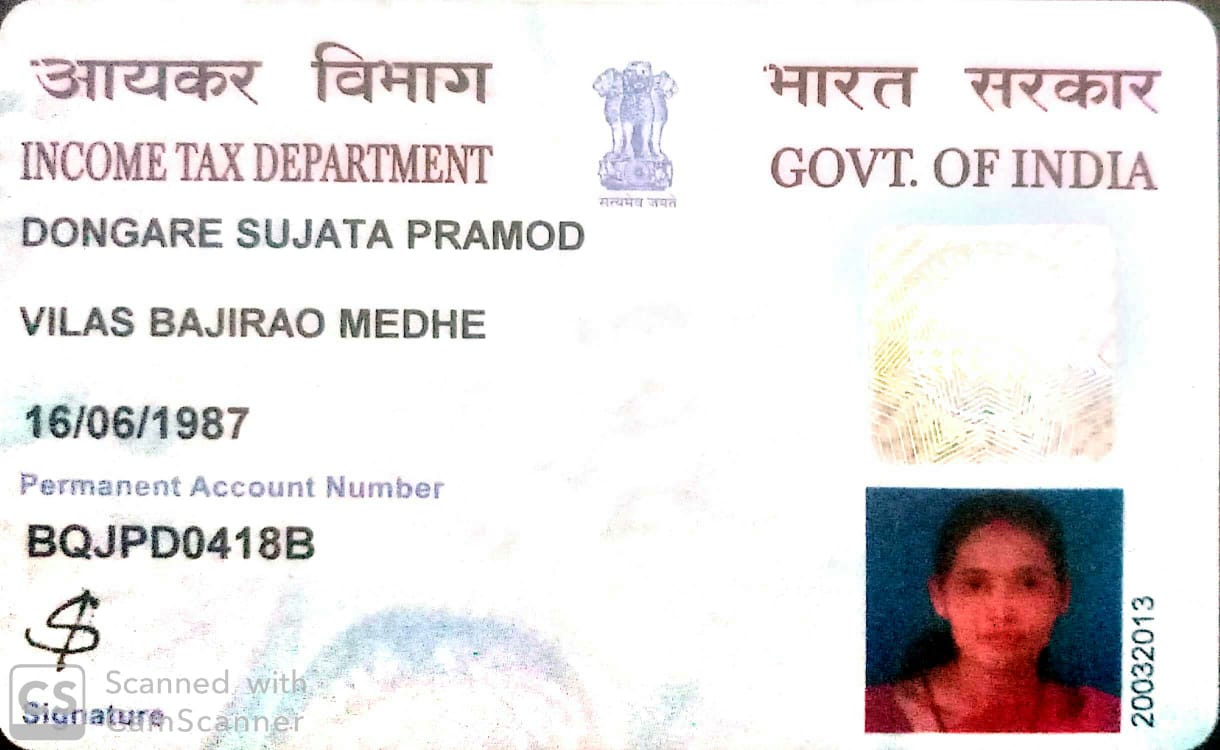 आयकर विभाग
भारत सरकार
INCOME TAX DEPARTMENT
GOVT. OF INDIA
सत्यमेव जयते
DONGARE SUJATA PRAMOD
VILAS BAJIRAO MEDHE
16/06/1987
Permanent Account Number
BQJPD0418B
Signature
20032013
CS
Scanned with
CamScanner